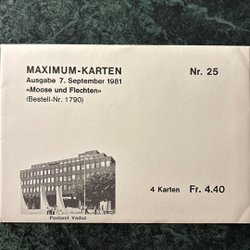 MAXIMUM-KARTEN Nr. 25
Ausgabe 7. September 1981
«Moose und Flechten»
(Bestell-Nr. 1790)
4 Karten Fr. 4.40
Postamt Vaduz